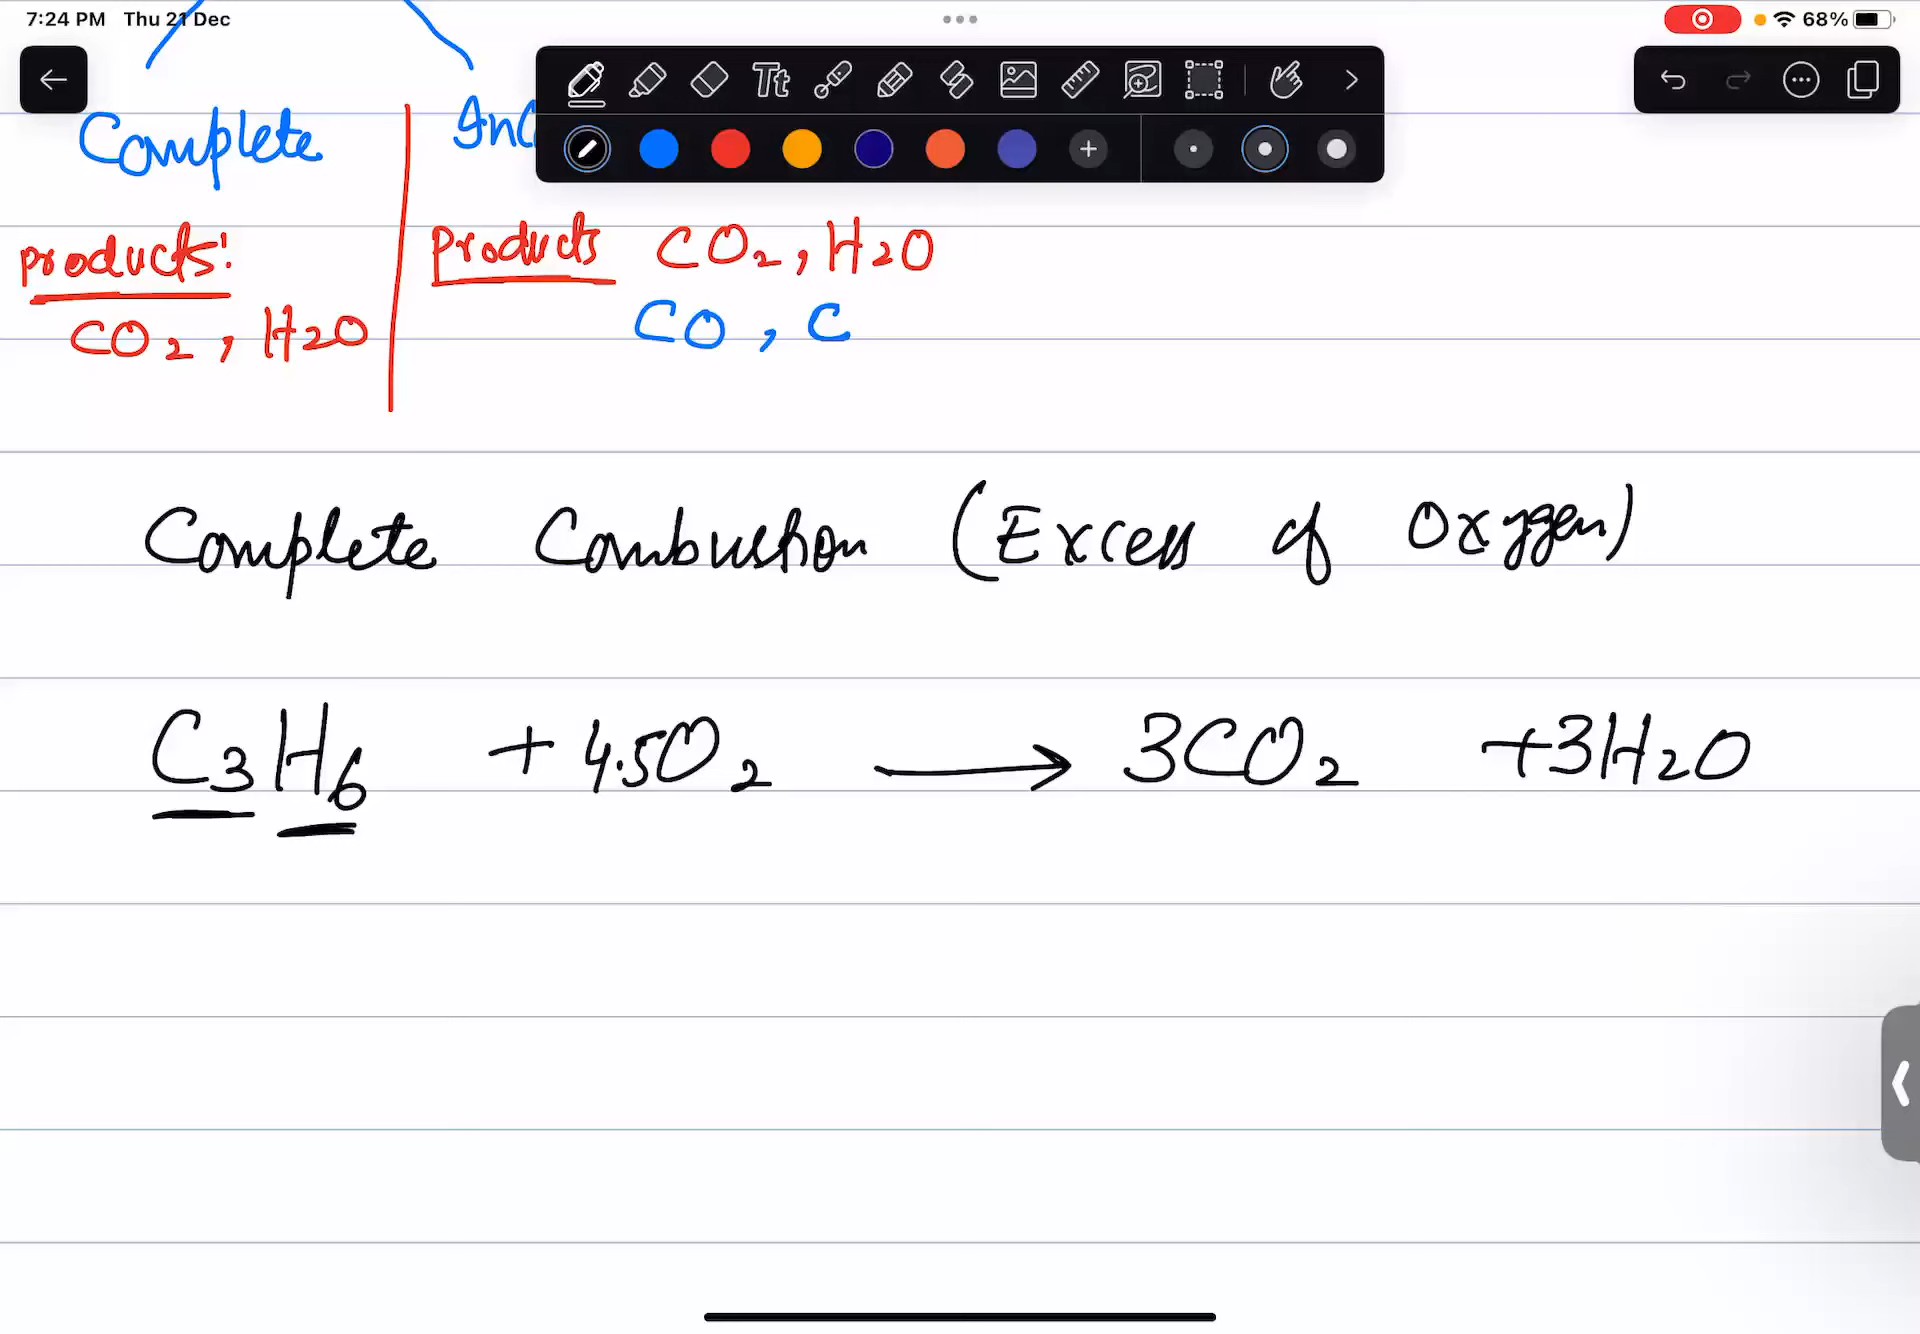 7:24 PM Thu 21 Dec
68%
Tt
Complete
products:
CO2, H2O
Products CO2, H2O
CO, C
Complete Combustion (Excess of Oxygen)
C3H6 + 4.5O2 → 3CO2 + 3H2O